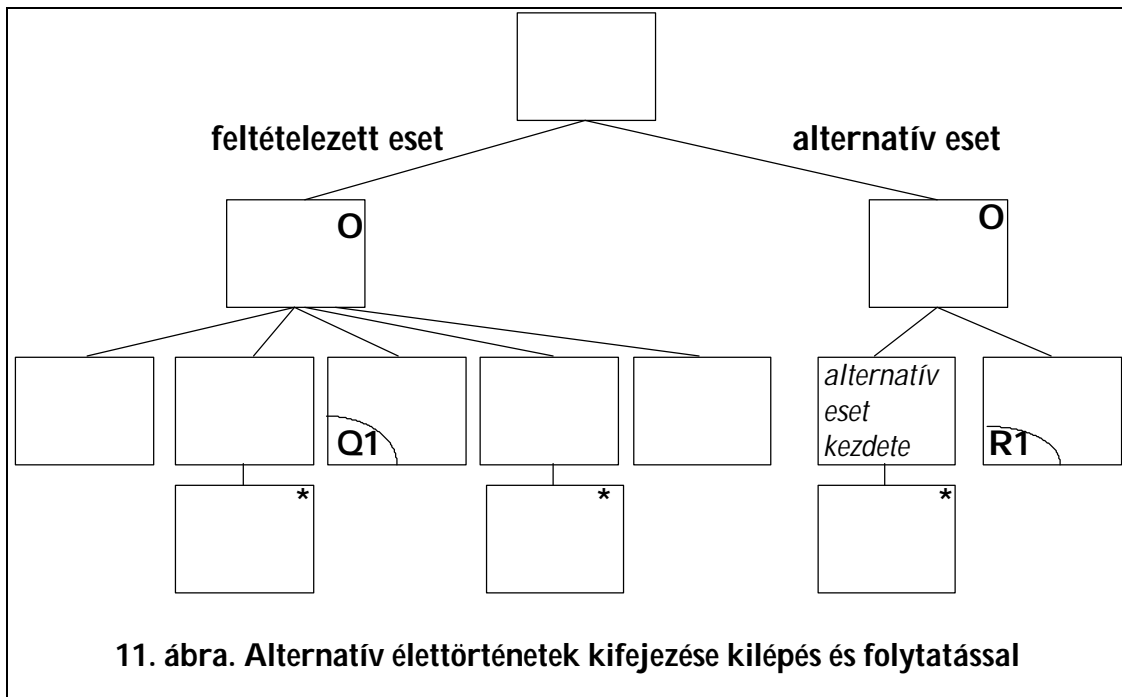 feltételezett eset
alternatív eset
O
O
Q1
alternatív
eset
kezdete
R1
*
*
*
11. ábra. Alternatív élettörténetek kifejezése kilépés és folytatással